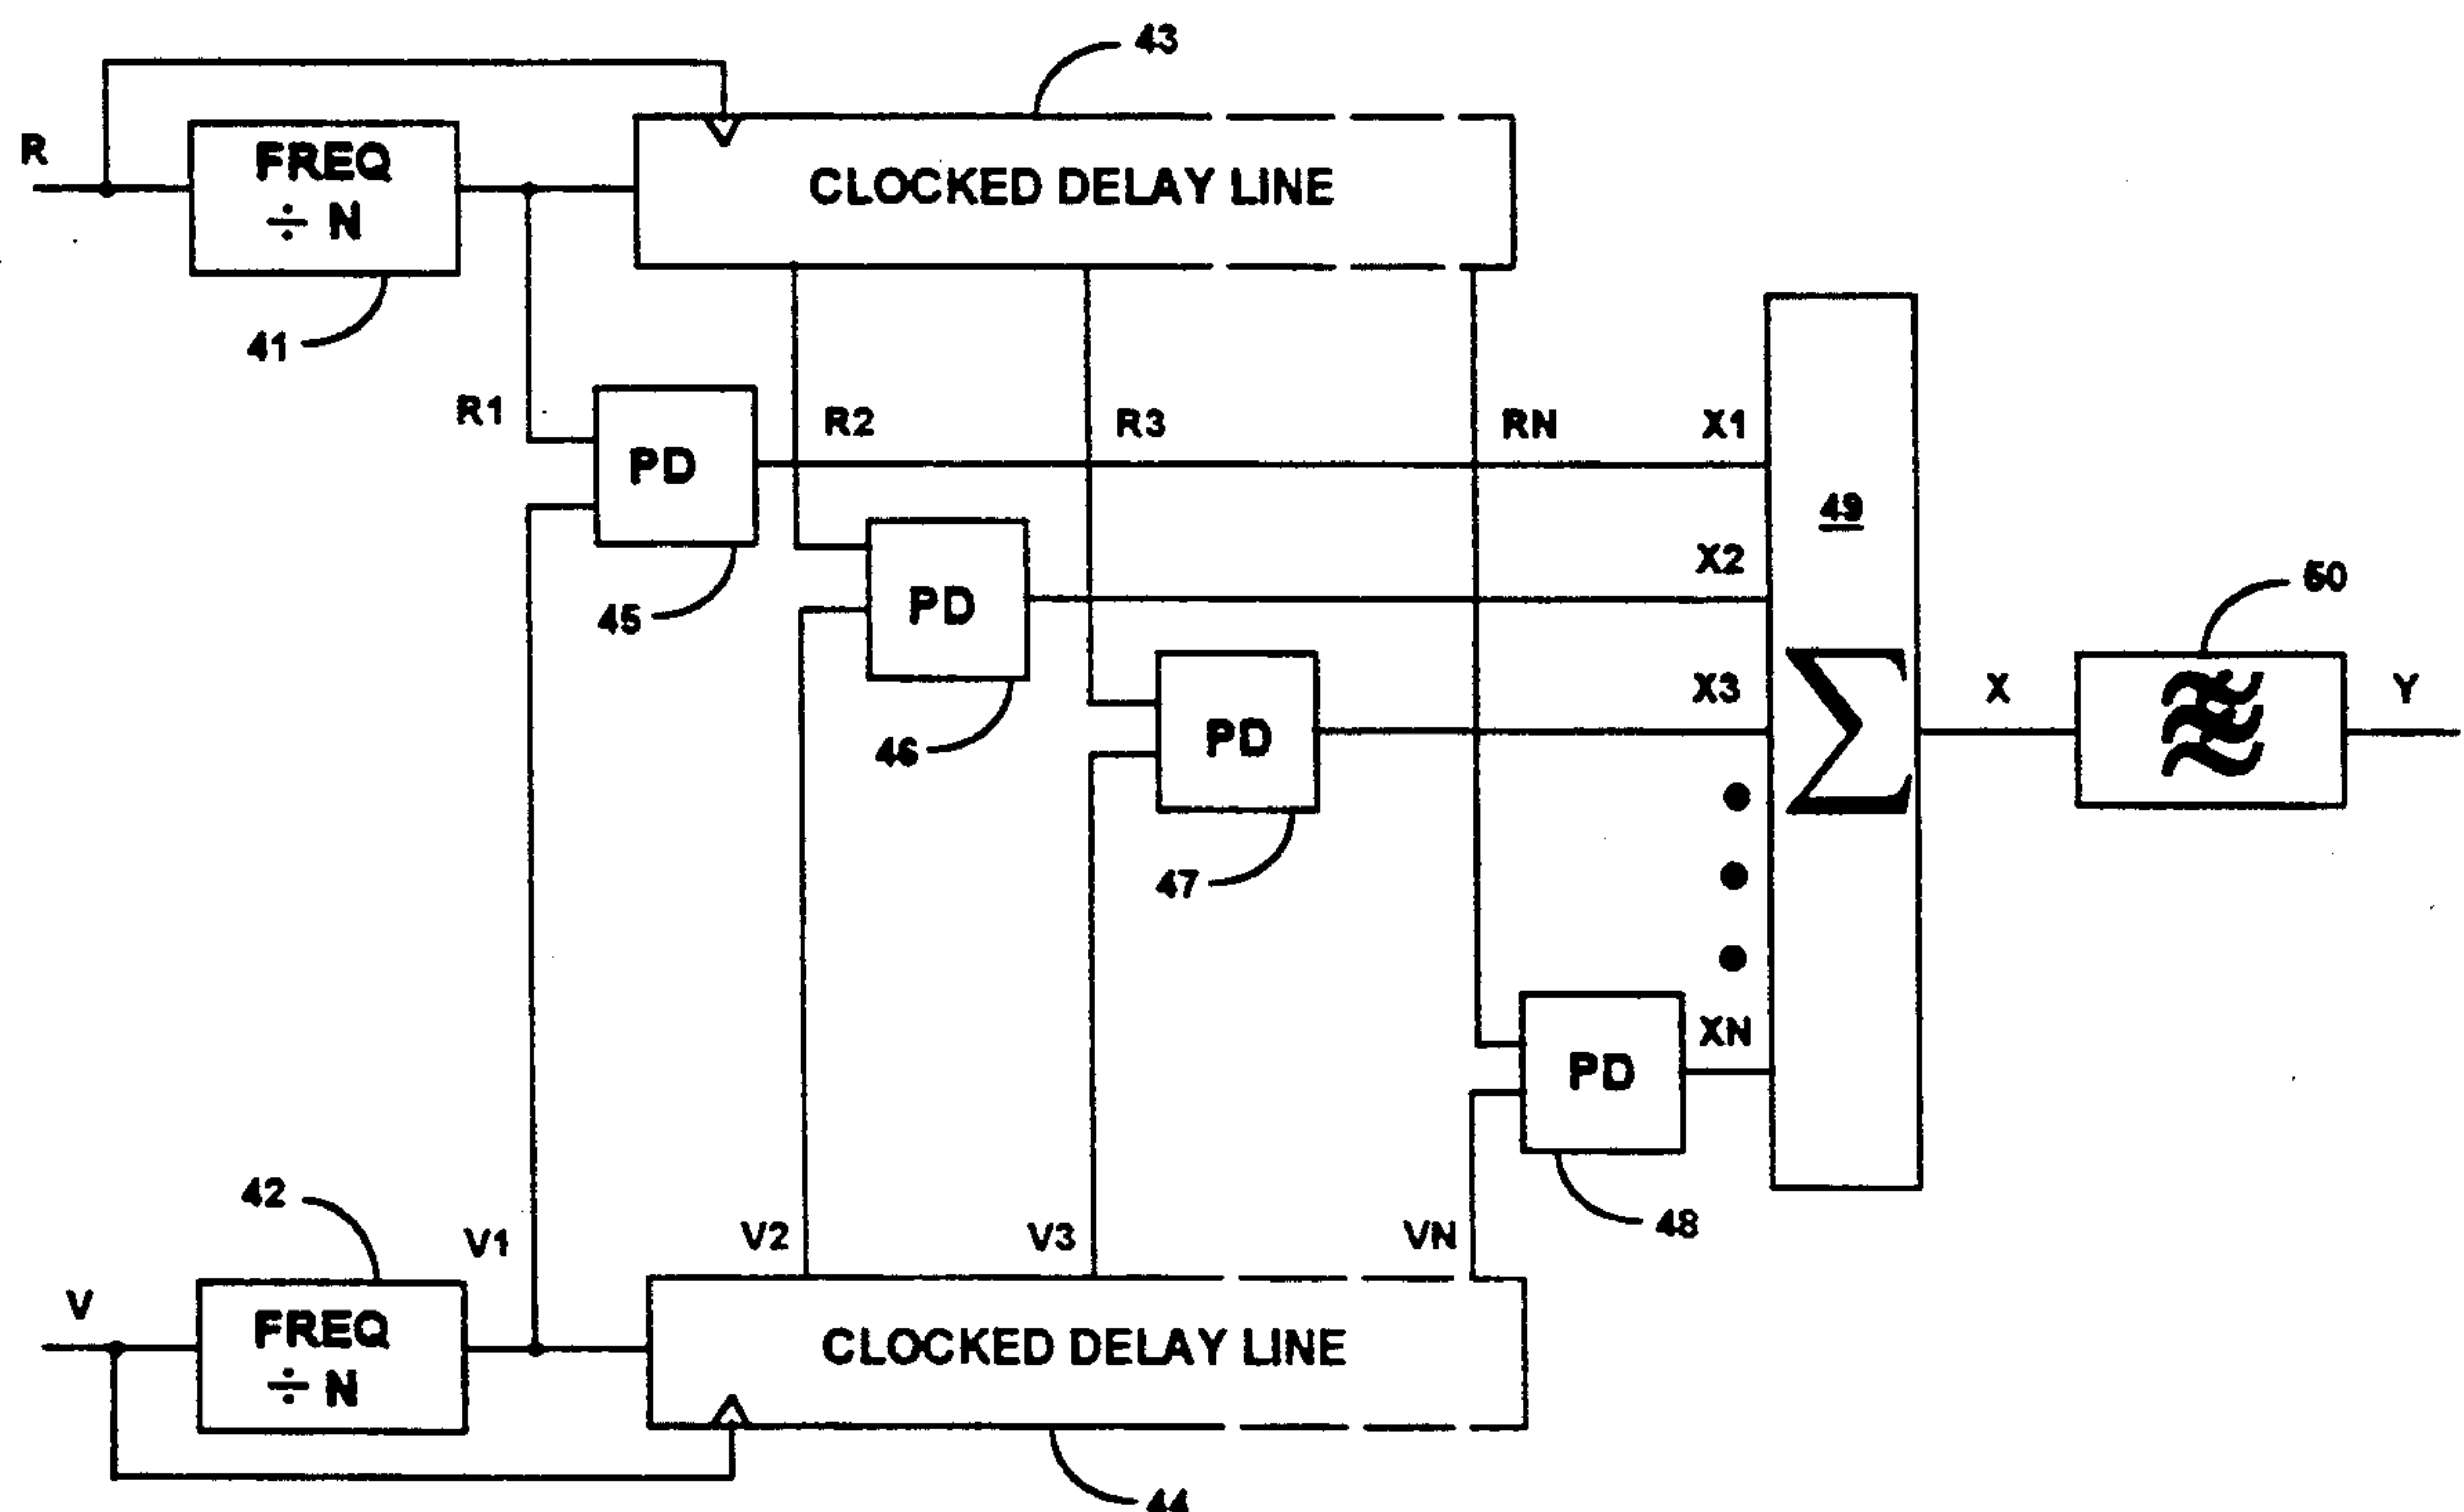 43
R
FREQ
÷ N
CLOCKED DELAY LINE
41
R1
R2
R3
RN
X1
PD
49
45
X2
PD
50
46
X3
Σ
X
Y
PD
47
XN
PD
42
V1
V2
V3
VN
48
V
FREQ
÷ N
CLOCKED DELAY LINE
44